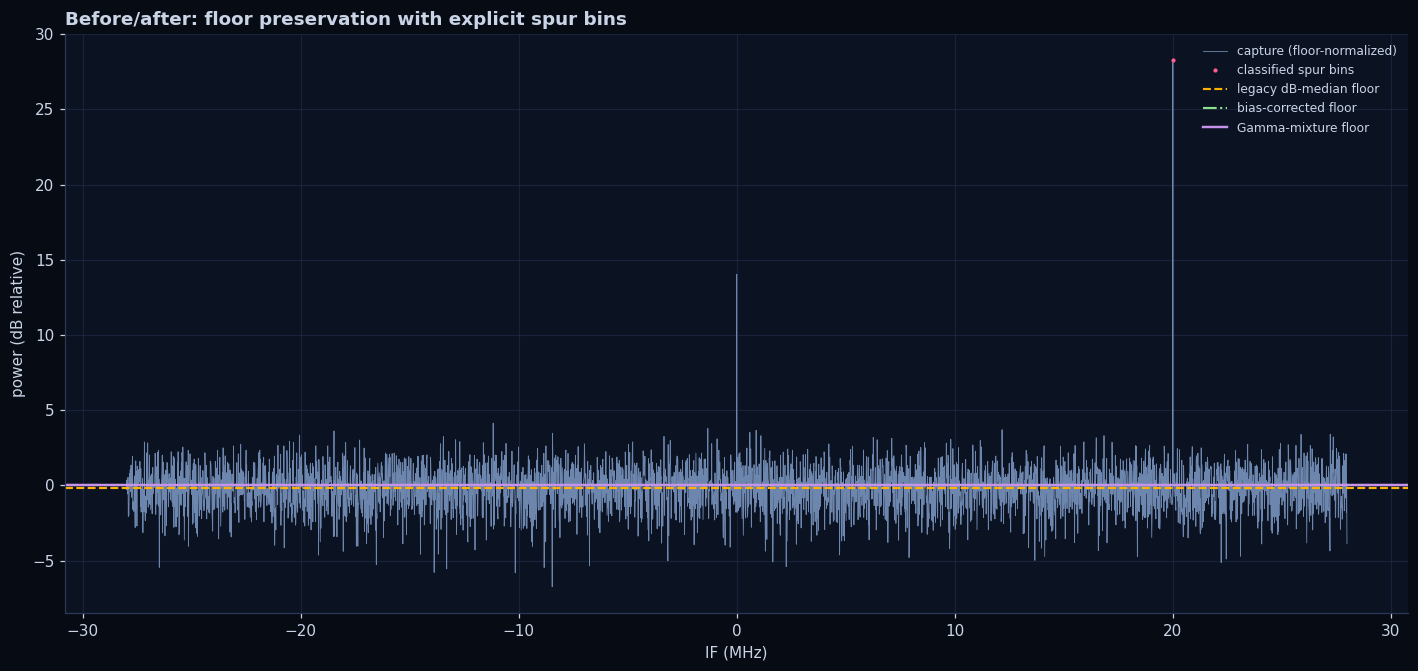 Before/after: floor preservation with explicit spur bins
30
25
20
15
10
5
0
−5
power (dB relative)
capture (floor-normalized)
classified spur bins
legacy dB-median floor
bias-corrected floor
Gamma-mixture floor
−30 −20 −10 0 10 20 30
IF (MHz)